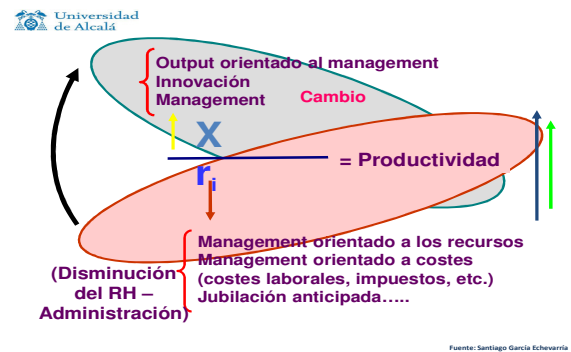 Universidad
de Alcalá
Output orientado al management
Innovación
Management
Cambio
X
= Productividad
ri
Management orientado a los recursos
Management orientado a costes
(costes laborales, impuestos, etc.)
Jubilación anticipada…..
(Disminución
del RH –
Administración)
Fuente: Santiago García Echevarría